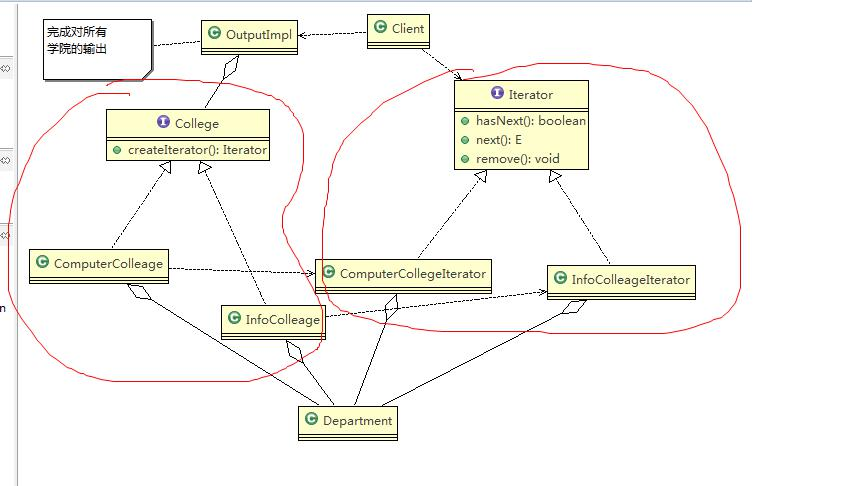 完成对所有
学院的输出
C OutputImpl
C Client
I College
createIterator(): Iterator
I Iterator
hasNext(): boolean
next(): E
remove(): void
C ComputerColleage
C ComputerCollegeIterator
C InfoColleageIterator
C InfoColleage
C Department
n